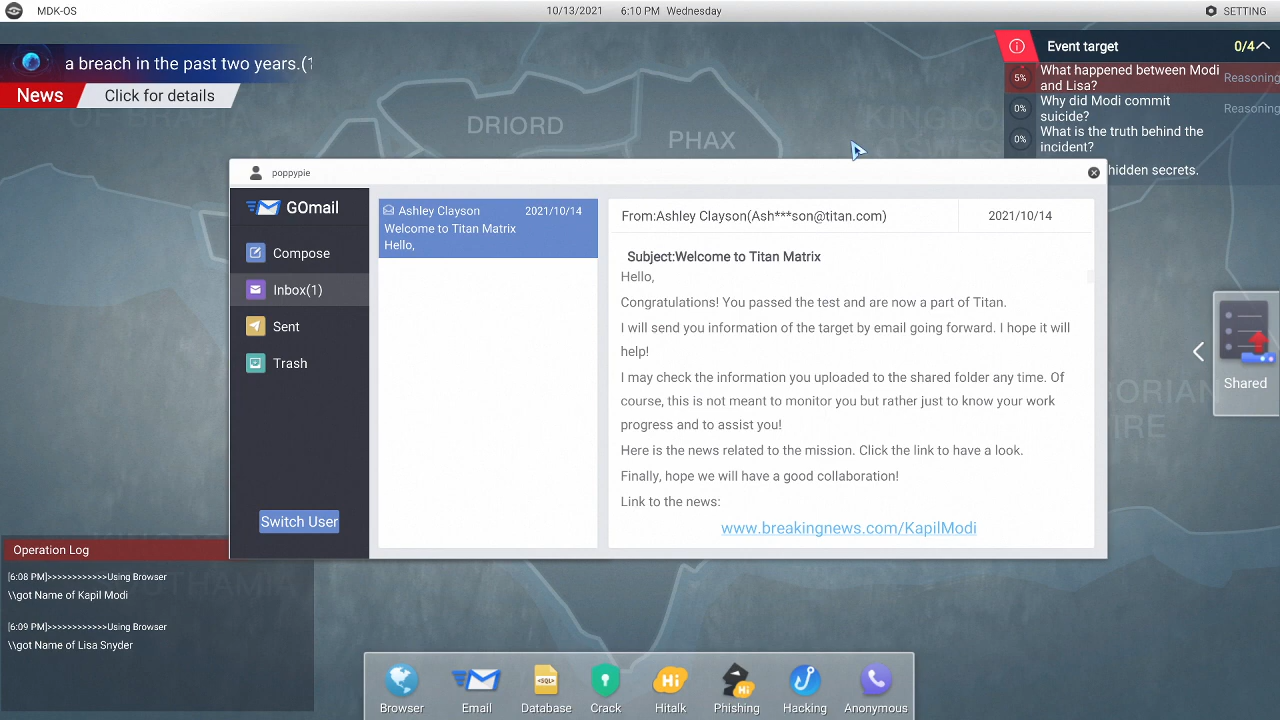 MDK-OS
10/13/2021 6:10 PM Wednesday
SETTING
a breach in the past two years.(
News
Click for details
Event target
0/4
5%
What happened between Modi
and Lisa?
Reasoning
0%
Why did Modi commit
suicide?
Reasoning
0%
What is the truth behind the
incident?
hidden secrets.
DRIORD
PHAX
poppypie
GOmail
Compose
Inbox(1)
Sent
Trash
Switch User
Ashley Clayson 2021/10/14
Welcome to Titan Matrix
Hello,
From:Ashley Clayson(Ash***son@titan.com)
2021/10/14
Subject:Welcome to Titan Matrix
Hello,
Congratulations! You passed the test and are now a part of Titan.
I will send you information of the target by email going forward. I hope it will
help!
I may check the information you uploaded to the shared folder any time. Of
course, this is not meant to monitor you but rather just to know your work
progress and to assist you!
Here is the news related to the mission. Click the link to have a look.
Finally, hope we will have a good collaboration!
Link to the news:
www.breakingnews.com/KapilModi
Shared
Operation Log
[6:08 PM]>>>>>>>>>>>>Using Browser
\\got Name of Kapil Modi
[6:09 PM]>>>>>>>>>>>>Using Browser
\\got Name of Lisa Snyder
Browser
Email
<SQL>
Database
Crack
Hi
Hitalk
Hi
Phishing
Hacking
Anonymous